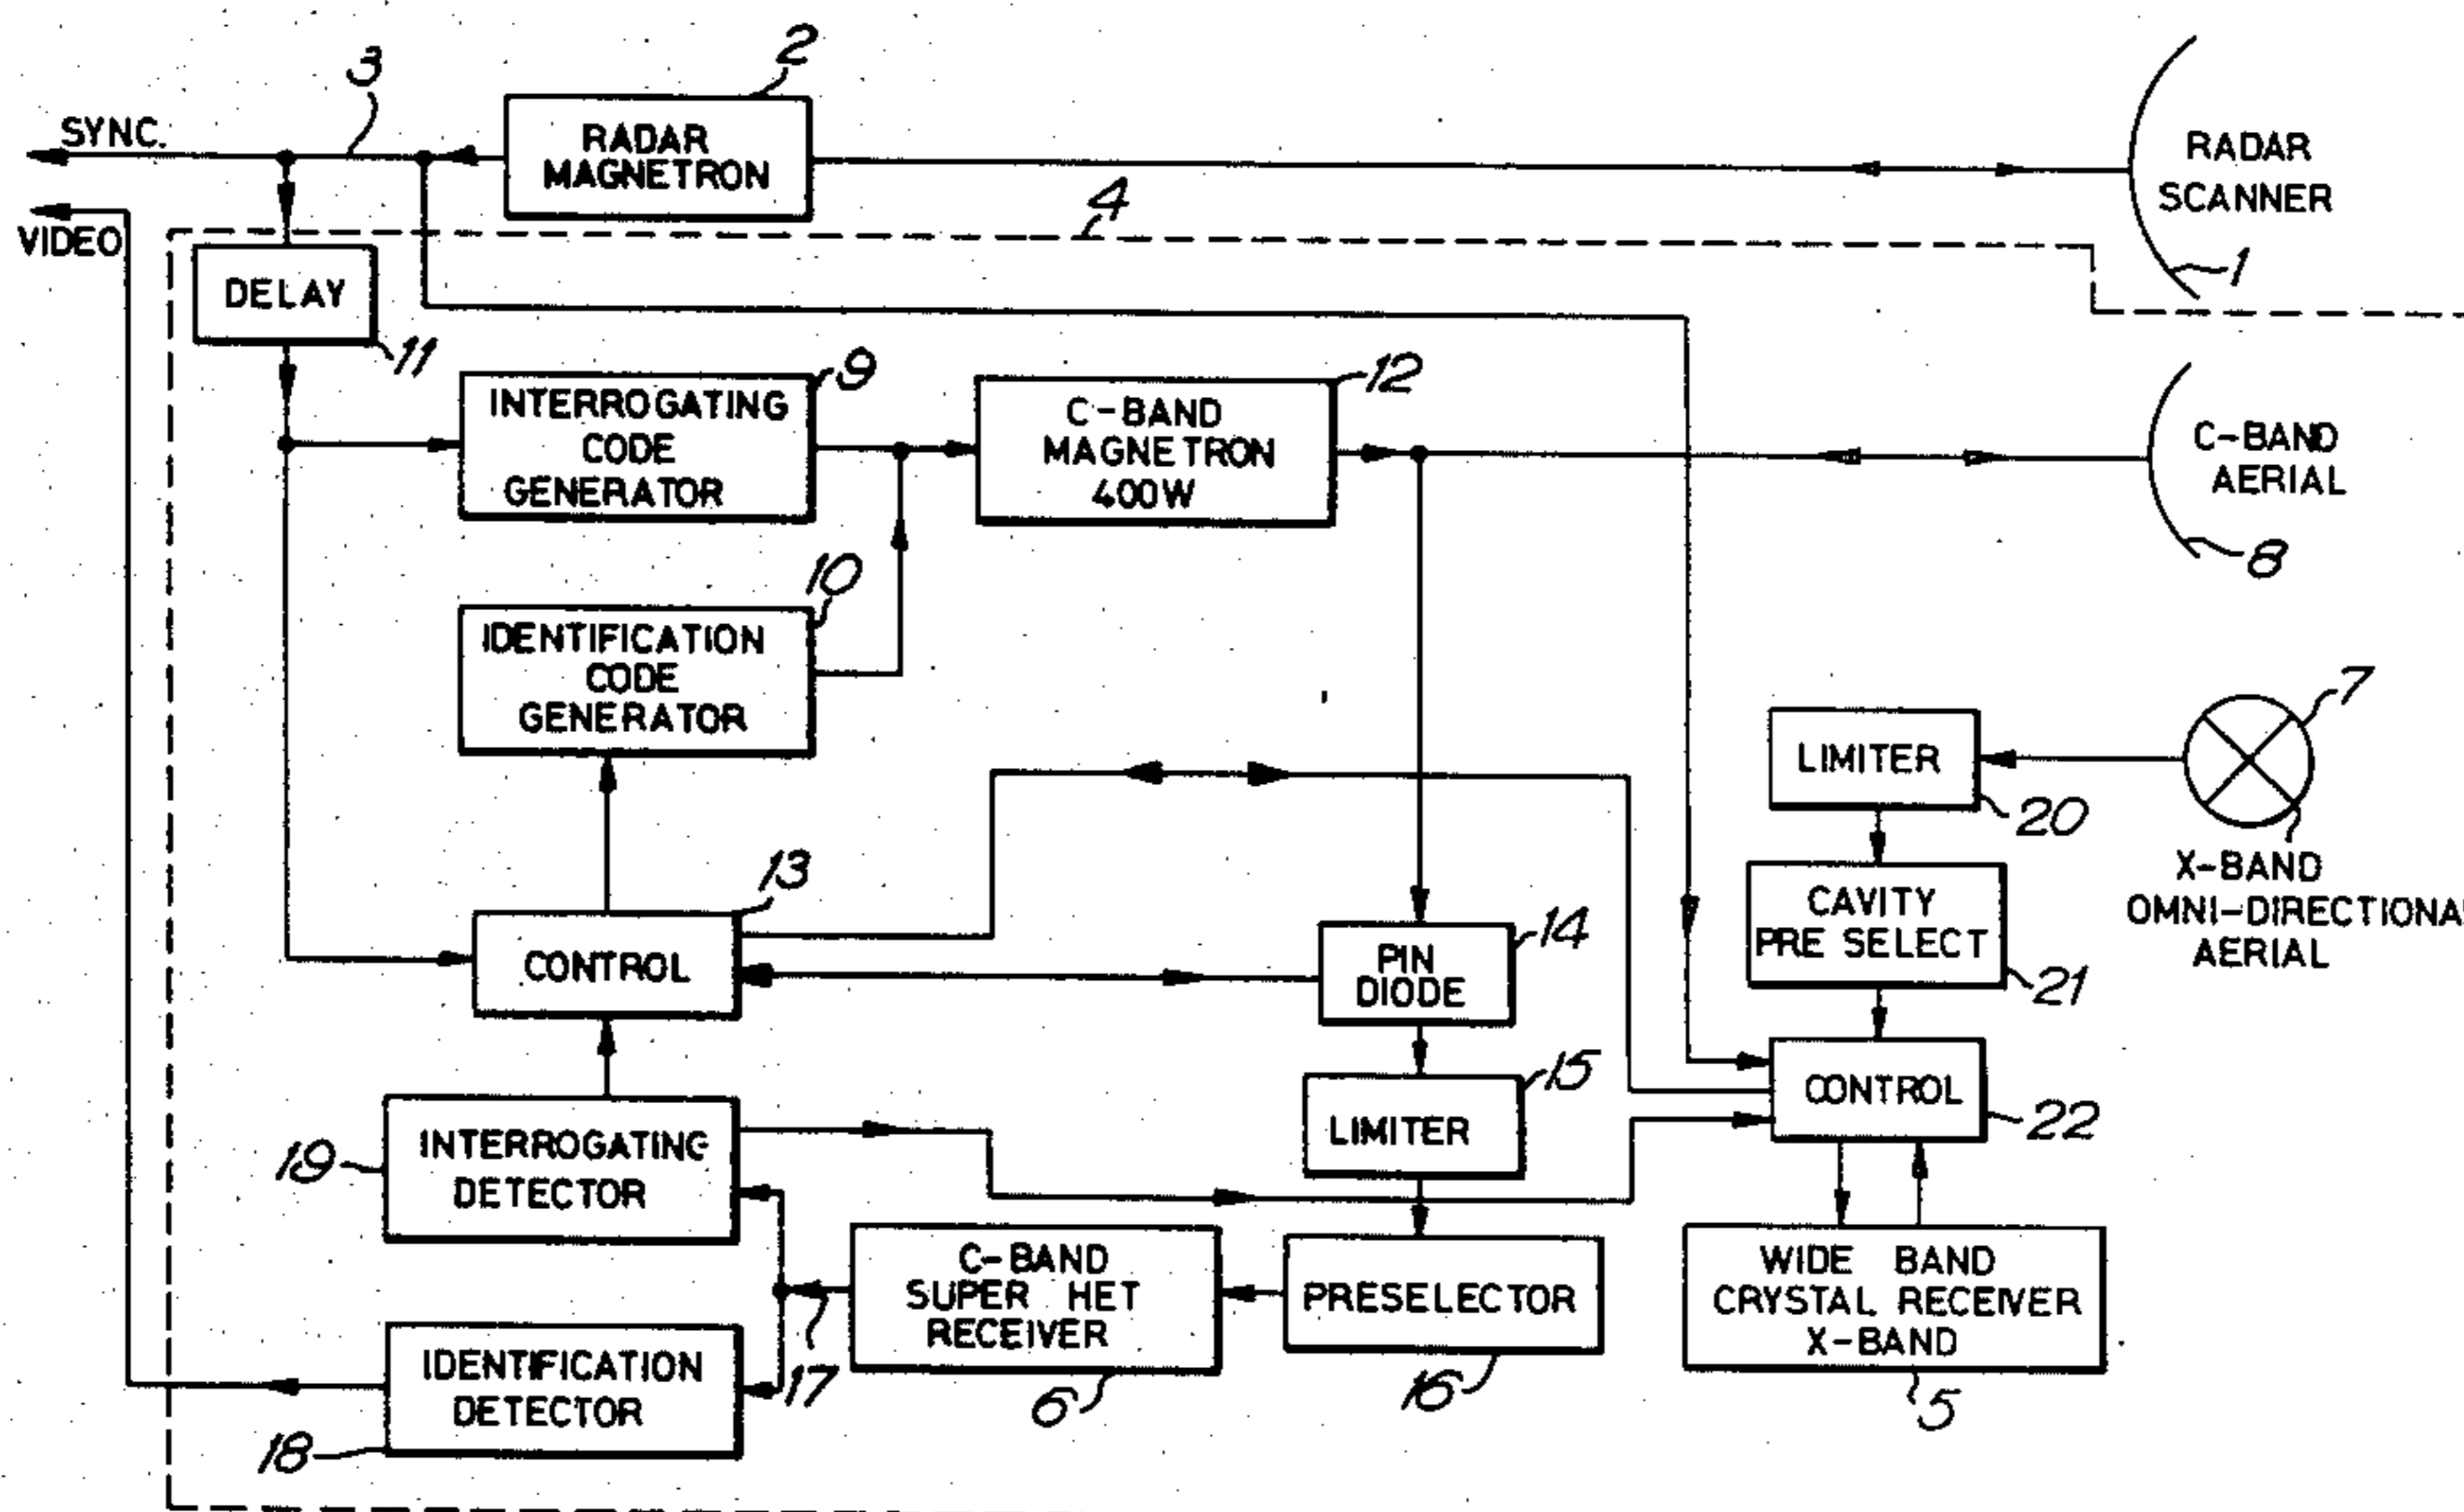 2
3
SYNC.
RADAR
MAGNETRON
RADAR
SCANNER
4
VIDEO
1
DELAY
11
9
INTERROGATING
CODE
GENERATOR
12
C-BAND
MAGNETRON
400W
C-BAND
AERIAL
8
10
IDENTIFICATION
CODE
GENERATOR
7
LIMITER
20
X-BAND
OMNI-DIRECTIONAL
AERIAL
13
CONTROL
14
PIN
DIODE
CAVITY
PRE SELECT
21
15
LIMITER
CONTROL
22
19
INTERROGATING
DETECTOR
C-BAND
SUPER HET
RECEIVER
6
17
PRESELECTOR
16
WIDE BAND
CRYSTAL RECEIVER
X-BAND
5
IDENTIFICATION
DETECTOR
18